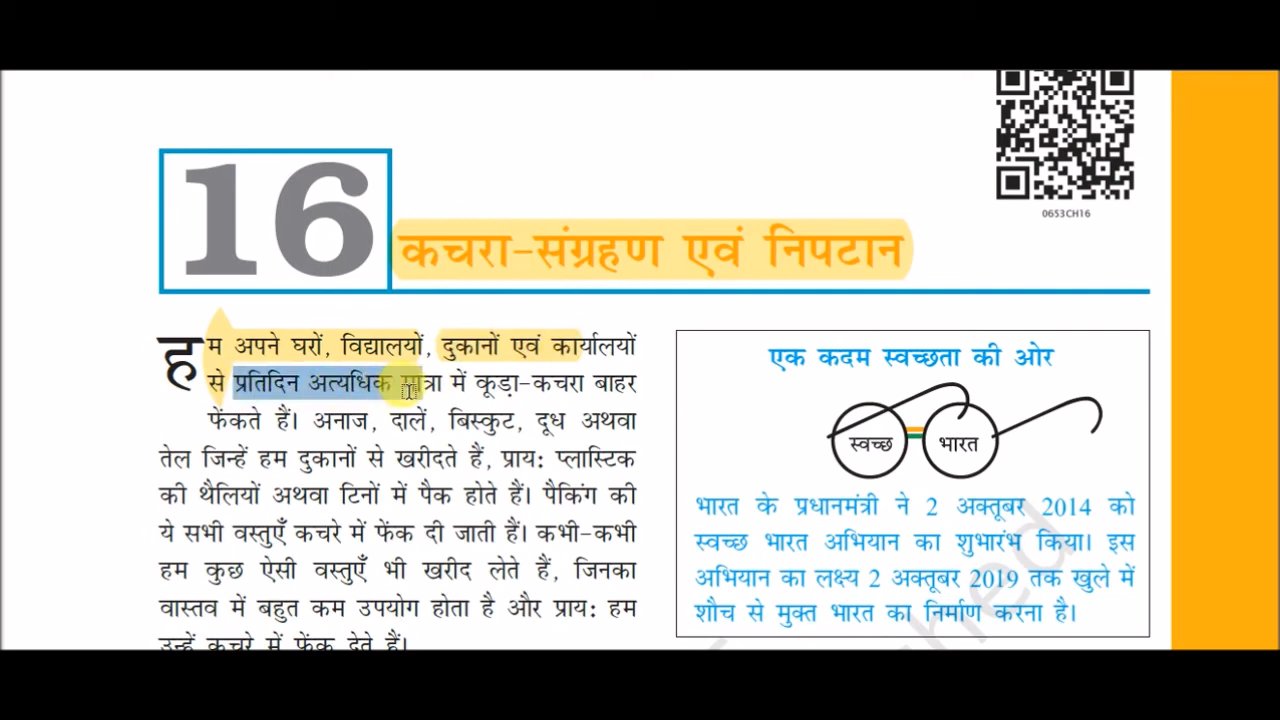 0653CH16
16
कचरा-संग्रहण एवं निपटान
हम अपने घरों, विद्यालयों, दुकानों एवं कार्यालयों
से प्रतिदिन अत्यधिक मात्रा में कूड़ा-कचरा बाहर
फेंकते हैं। अनाज, दालें, बिस्कुट, दूध अथवा
तेल जिन्हें हम दुकानों से खरीदते हैं, प्राय: प्लास्टिक
की थैलियों अथवा टिनों में पैक होते हैं। पैकिंग की
ये सभी वस्तुएँ कचरे में फेंक दी जाती हैं। कभी-कभी
हम कुछ ऐसी वस्तुएँ भी खरीद लेते हैं, जिनका
वास्तव में बहुत कम उपयोग होता है और प्राय: हम
उन्हें कचरे में फेंक देते हैं।
एक कदम स्वच्छता की ओर
स्वच्छ भारत
भारत के प्रधानमंत्री ने 2 अक्तूबर 2014 को
स्वच्छ भारत अभियान का शुभारंभ किया। इस
अभियान का लक्ष्य 2 अक्तूबर 2019 तक खुले में
शौच से मुक्त भारत का निर्माण करना है।